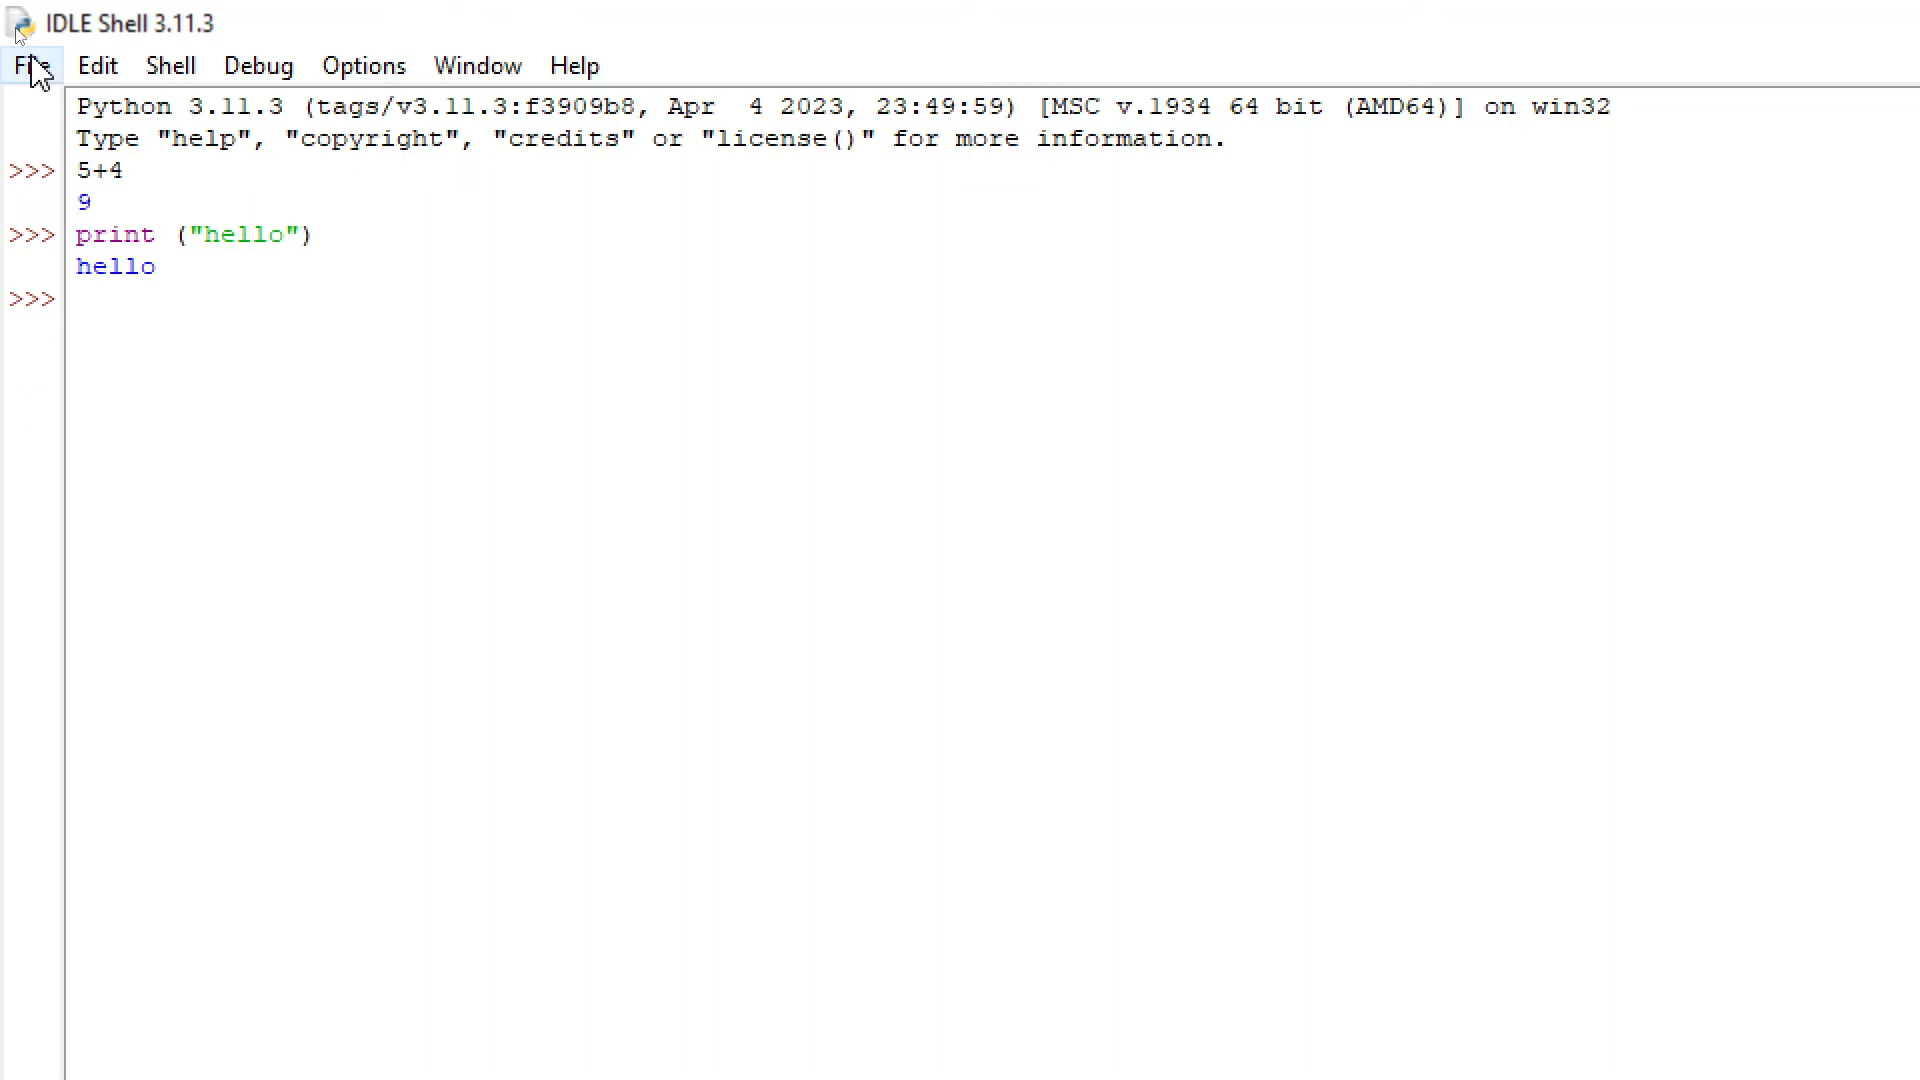 IDLE Shell 3.11.3
File Edit Shell Debug Options Window Help
Python 3.11.3 (tags/v3.11.3:f3909b8, Apr  4 2023, 23:49:59) [MSC v.1934 64 bit (AMD64)] on win32
Type "help", "copyright", "credits" or "license()" for more information.
>>> 5+4
9
>>> print ("hello")
hello
>>>